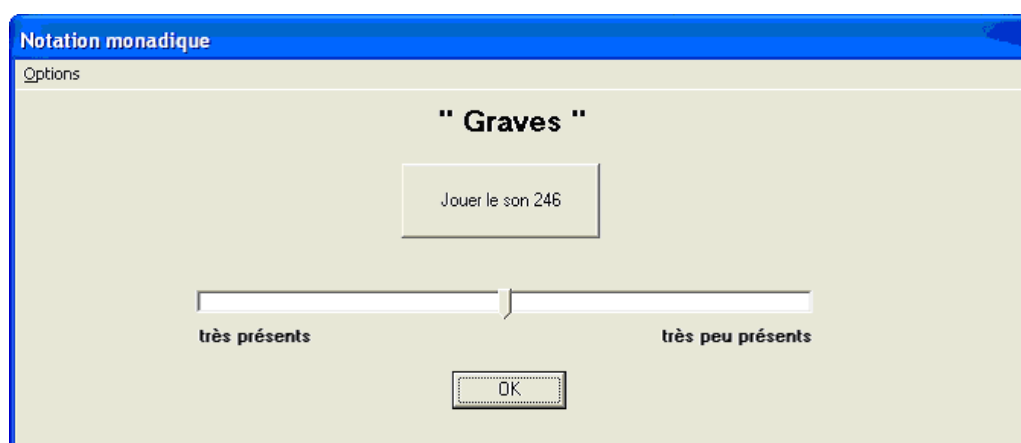 Notation monadique
Options
" Graves "
Jouer le son 246
très présents très peu présents
OK